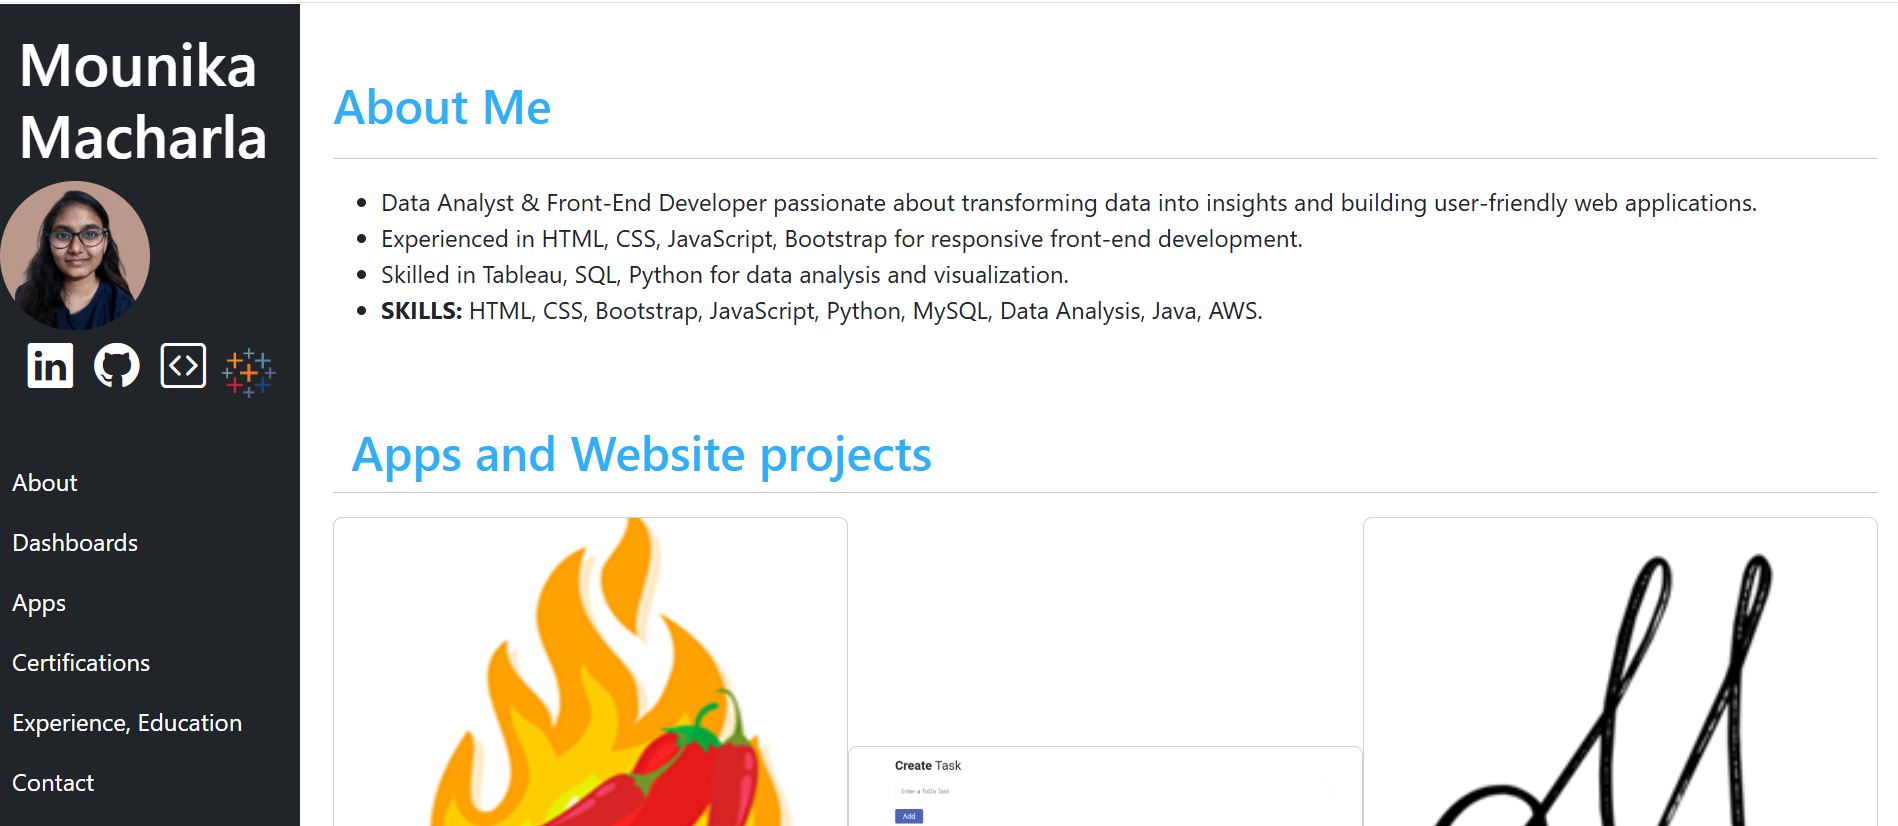 Mounika
Macharla
in
About
Dashboards
Apps
Certifications
Experience, Education
Contact
About Me
Data Analyst & Front-End Developer passionate about transforming data into insights and building user-friendly web applications.
Experienced in HTML, CSS, JavaScript, Bootstrap for responsive front-end development.
Skilled in Tableau, SQL, Python for data analysis and visualization.
SKILLS: HTML, CSS, Bootstrap, JavaScript, Python, MySQL, Data Analysis, Java, AWS.
Apps and Website projects
Create Task
Enter a ToDo Task
Add